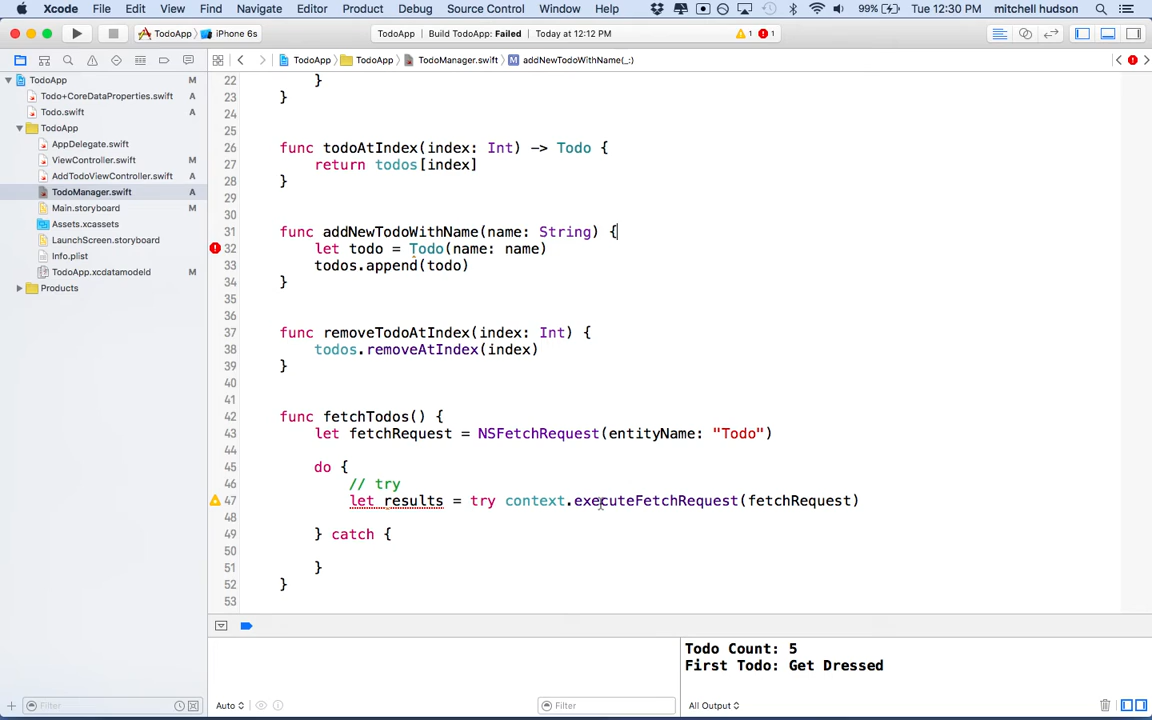 Xcode File Edit View Find Navigate Editor Product Debug Source Control Window Help 99% Tue 12:30 PM mitchell hudson
TodoApp iPhone 6s TodoApp Build TodoApp: Failed Today at 12:12 PM 1 1
TodoApp TodoApp TodoManager.swift M addNewTodoWithName(_:)
TodoApp M
Todo+CoreDataProperties.swift A
Todo.swift A
TodoApp
AppDelegate.swift A
ViewController.swift M
AddTodoViewController.swift A
TodoManager.swift A
Main.storyboard M
Assets.xcassets
LaunchScreen.storyboard
Info.plist
TodoApp.xcdatamodeld M
Products
22 }
23 }
24
25
26 func todoAtIndex(index: Int) -> Todo {
27 return todos[index]
28 }
29
30
31 func addNewTodoWithName(name: String) {
32 let todo = Todo(name: name)
33 todos.append(todo)
34 }
35
36
37 func removeTodoAtIndex(index: Int) {
38 todos.removeAtIndex(index)
39 }
40
41
42 func fetchTodos() {
43 let fetchRequest = NSFetchRequest(entityName: "Todo")
44
45 do {
46 // try
47 let results = try context.executeFetchRequest(fetchRequest)
48
49 } catch {
50
51 }
52 }
53
Todo Count: 5
First Todo: Get Dressed
Filter Auto Filter All Output